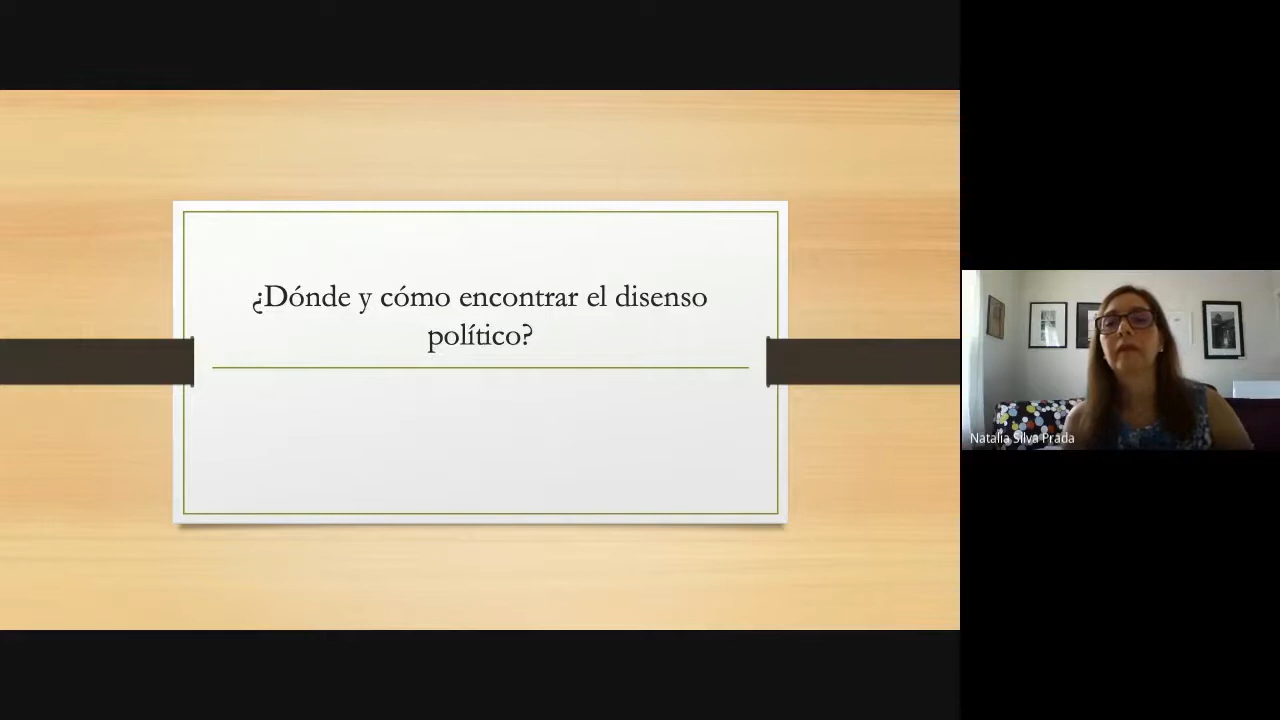 ¿Dónde y cómo encontrar el disenso
político?
Natalia Silva Prada